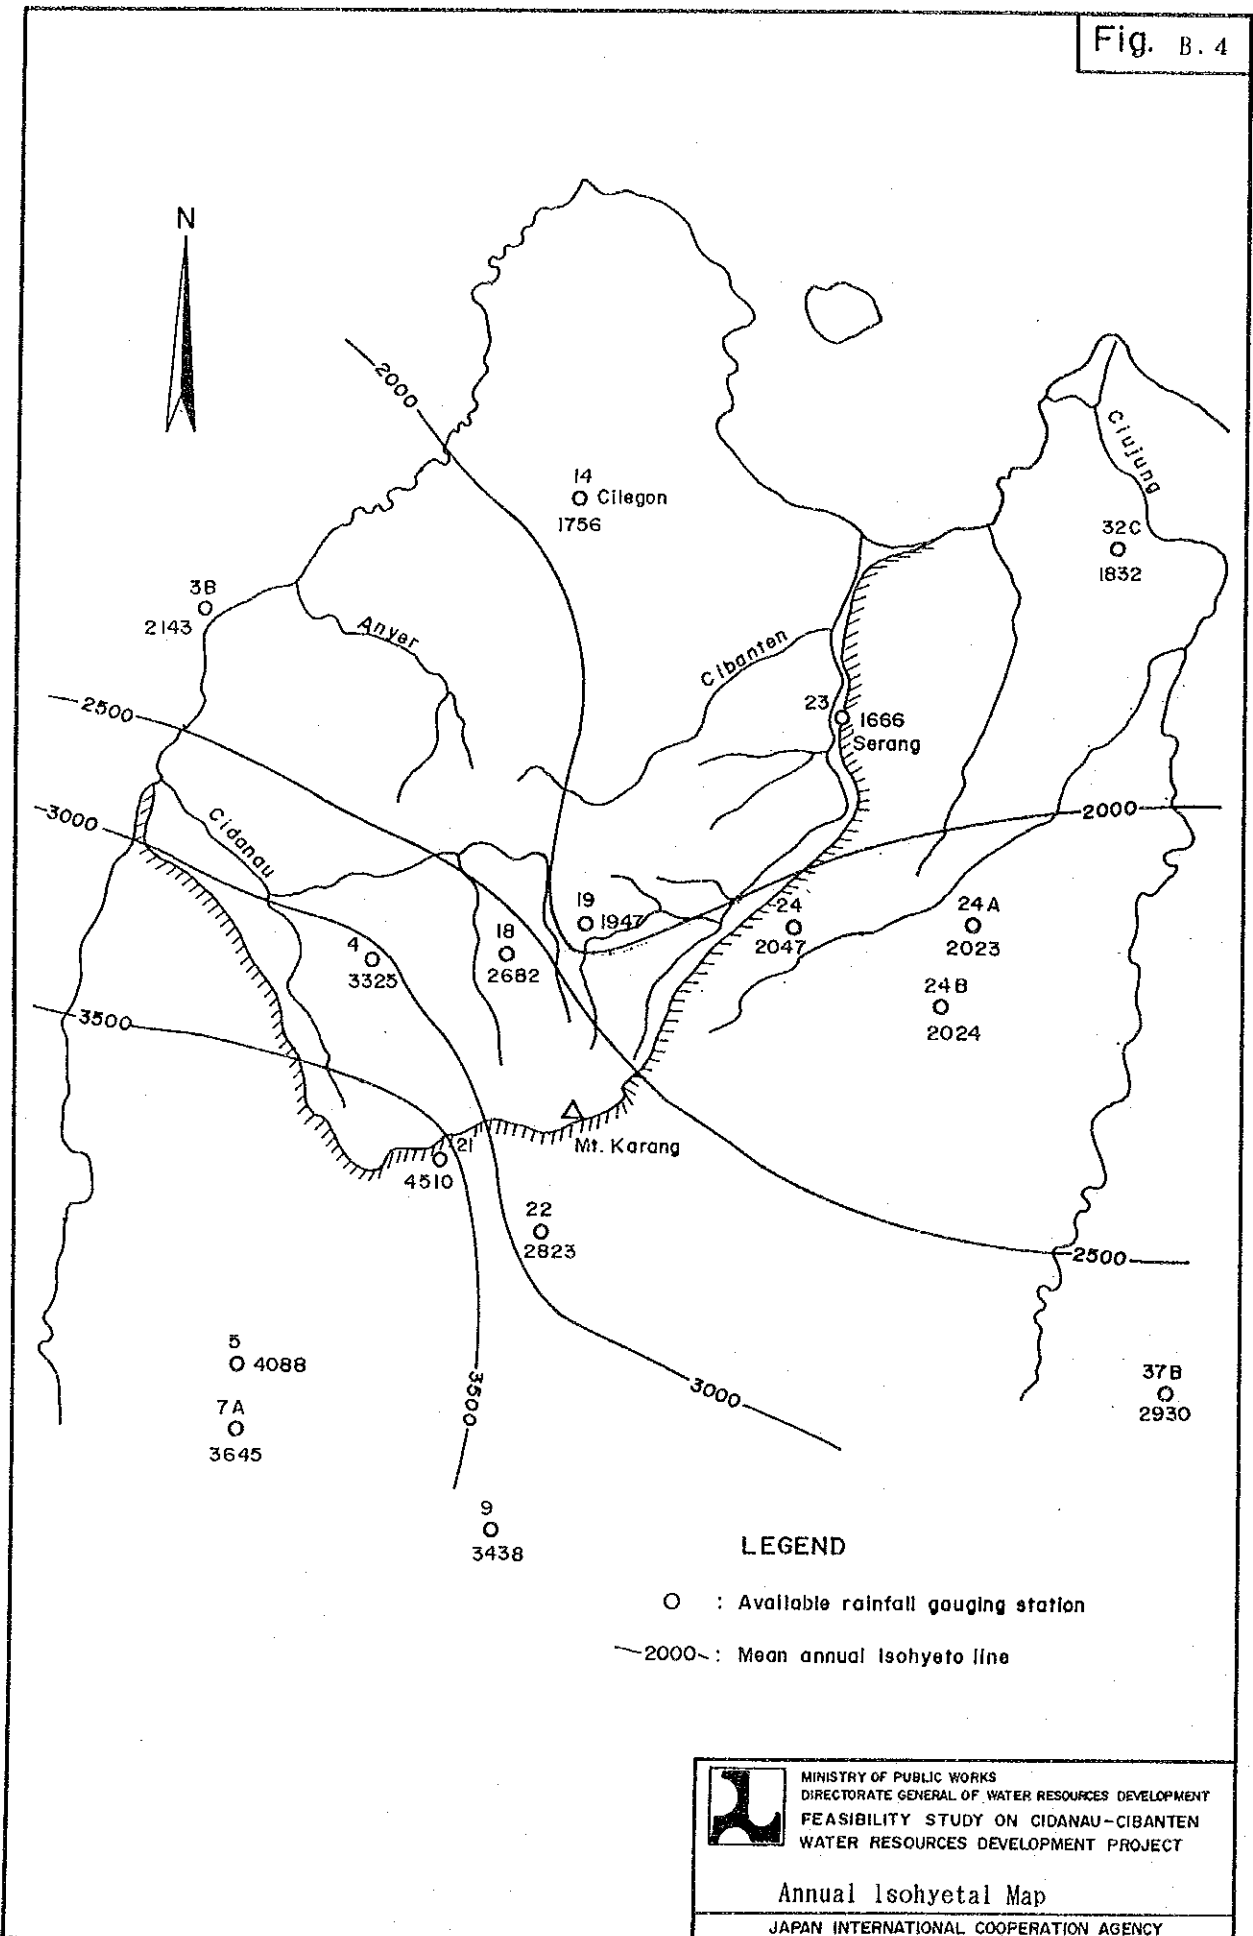 Fig. B.4
N
2000
14
Cilegon
1756
Ciujung
32C
1832
3B
2143
Anyer
Cibanten
23
1666
Serang
2500
3000
Cidanau
2000
19
1947
24
2047
24A
2023
18
2682
4
3325
24B
2024
3500
Mt. Karang
21
4510
22
2823
2500
5
4088
3500
3000
37B
2930
7A
3645
9
3438
LEGEND
O : Available rainfall gauging station
2000 : Mean annual Isohyeto line
MINISTRY OF PUBLIC WORKS
DIRECTORATE GENERAL OF WATER RESOURCES DEVELOPMENT
FEASIBILITY STUDY ON CIDANAU-CIBANTEN
WATER RESOURCES DEVELOPMENT PROJECT
Annual Isohyetal Map
JAPAN INTERNATIONAL COOPERATION AGENCY